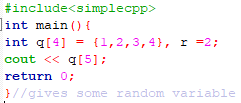 #include<simplecpp>
int main(){
int q[4] = {1,2,3,4}, r =2;
cout << q[5];
return 0;
}//gives some random variable